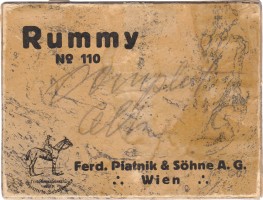 Rummy
Nº 110
Ferd. Piatnik & Söhne A. G.
∴ Wien ∴